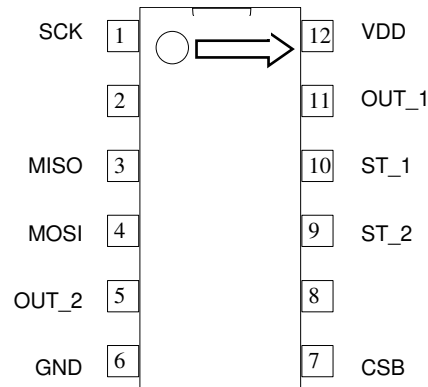 SCK 1 12 VDD
2 11 OUT_1
MISO 3 10 ST_1
MOSI 4 9 ST_2
OUT_2 5 8
GND 6 7 CSB